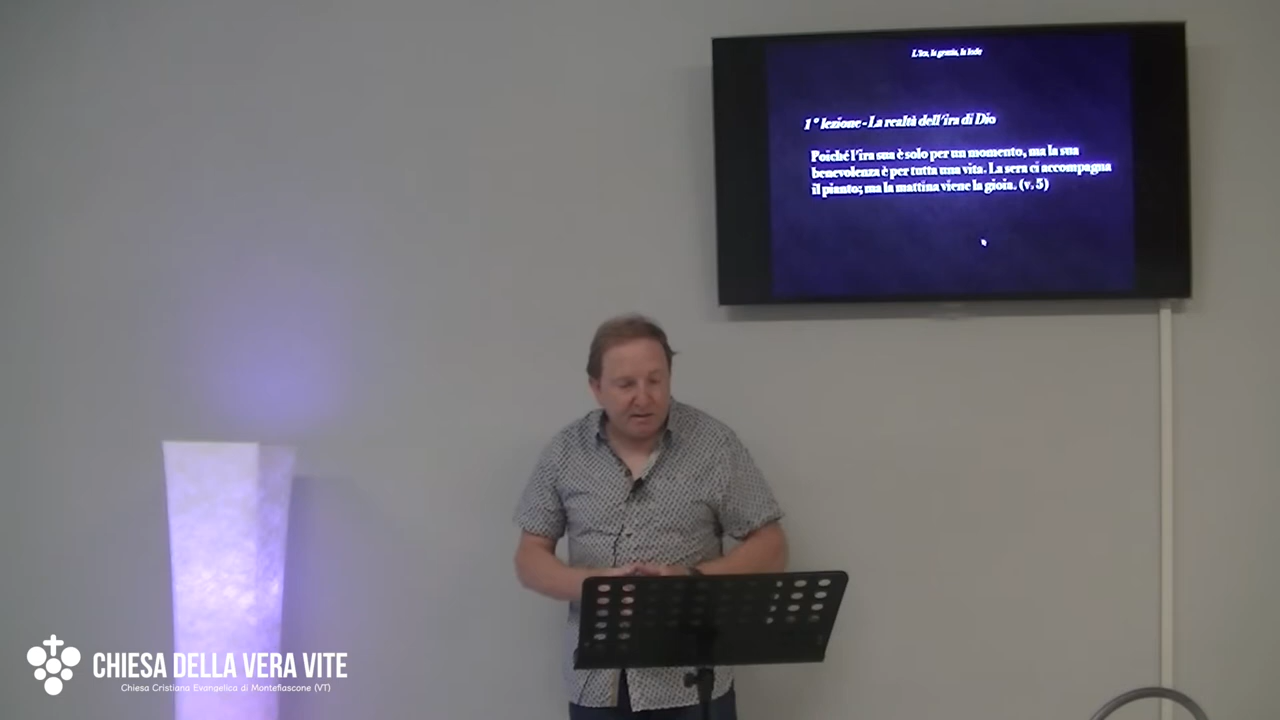 L'ira, la grazia, la lode
1° lezione - La realtà dell'ira di Dio
Poiché l'ira sua è solo per un momento, ma la sua
benevolenza è per tutta una vita. La sera ci accompagna
il pianto; ma la mattina viene la gioia. (v. 5)
CHIESA DELLA VERA VITE
Chiesa Cristiana Evangelica di Montefiascone (VT)